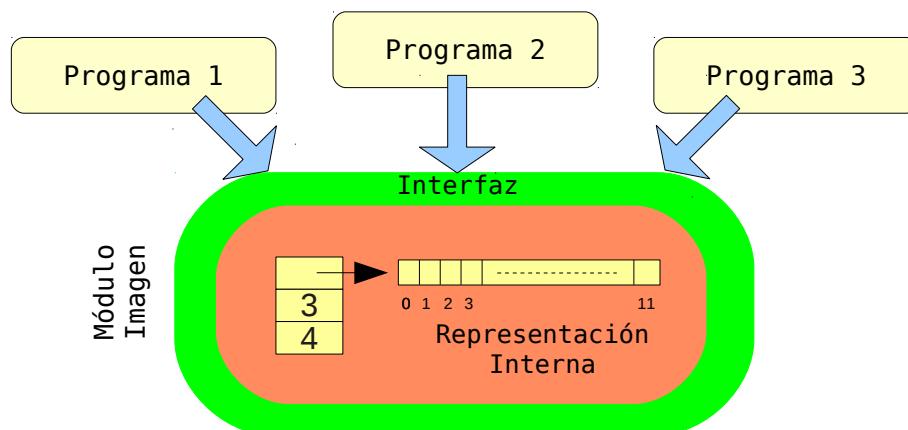 Programa 1
Programa 2
Programa 3
Interfaz
Módulo
Imagen
3
4
0 1 2 3 11
Representación
Interna